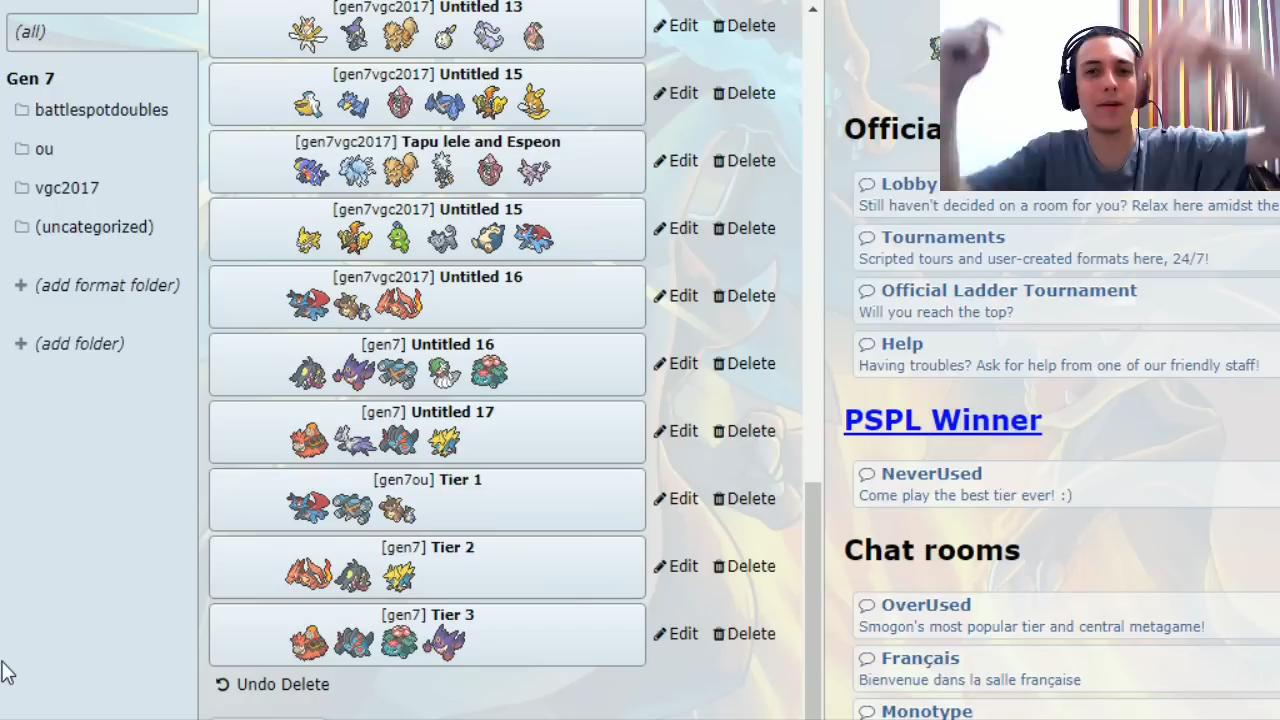 (all)
Gen 7
battlespotdoubles
ou
vgc2017
(uncategorized)
(add format folder)
(add folder)
[gen7vgc2017] Untitled 13
Edit Delete
[gen7vgc2017] Untitled 15
Edit Delete
[gen7vgc2017] Tapu lele and Espeon
Edit Delete
[gen7vgc2017] Untitled 15
Edit Delete
[gen7vgc2017] Untitled 16
Edit Delete
[gen7] Untitled 16
Edit Delete
[gen7] Untitled 17
Edit Delete
[gen7ou] Tier 1
Edit Delete
[gen7] Tier 2
Edit Delete
[gen7] Tier 3
Edit Delete
Undo Delete
Officia
Lobby
Still haven't decided on a room for you? Relax here amidst the
Tournaments
Scripted tours and user-created formats here, 24/7!
Official Ladder Tournament
Will you reach the top?
Help
Having troubles? Ask for help from one of our friendly staff!
PSPL Winner
NeverUsed
Come play the best tier ever! :)
Chat rooms
OverUsed
Smogon's most popular tier and central metagame!
Français
Bienvenue dans la salle française
Monotype